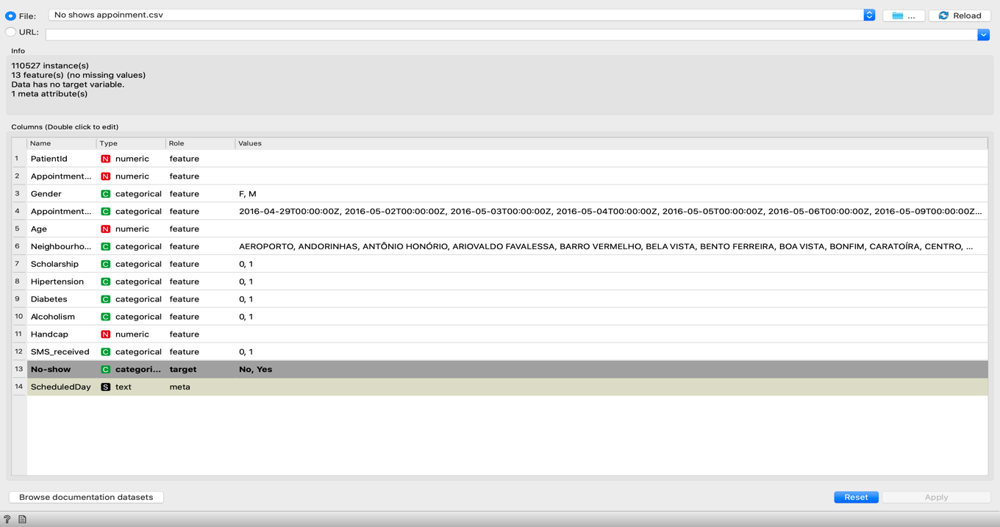 File: No shows appoinment.csv ... Reload
URL:
Info
110527 instance(s)
13 feature(s) (no missing values)
Data has no target variable.
1 meta attribute(s)
Columns (Double click to edit)
Name Type Role Values
1 PatientId N numeric feature
2 Appointment... N numeric feature
3 Gender C categorical feature F, M
4 Appointment... C categorical feature 2016-04-29T00:00:00Z, 2016-05-02T00:00:00Z, 2016-05-03T00:00:00Z, 2016-05-04T00:00:00Z, 2016-05-05T00:00:00Z, 2016-05-06T00:00:00Z, 2016-05-09T00:00:00Z...
5 Age N numeric feature
6 Neighbourho... C categorical feature AEROPORTO, ANDORINHAS, ANTÔNIO HONÓRIO, ARIOVALDO FAVALESSA, BARRO VERMELHO, BELA VISTA, BENTO FERREIRA, BOA VISTA, BONFIM, CARATOÍRA, CENTRO, ...
7 Scholarship C categorical feature 0, 1
8 Hipertension C categorical feature 0, 1
9 Diabetes C categorical feature 0, 1
10 Alcoholism C categorical feature 0, 1
11 Handcap N numeric feature
12 SMS_received C categorical feature 0, 1
13 No-show C categori... target No, Yes
14 ScheduledDay S text meta
Browse documentation datasets Reset Apply
?